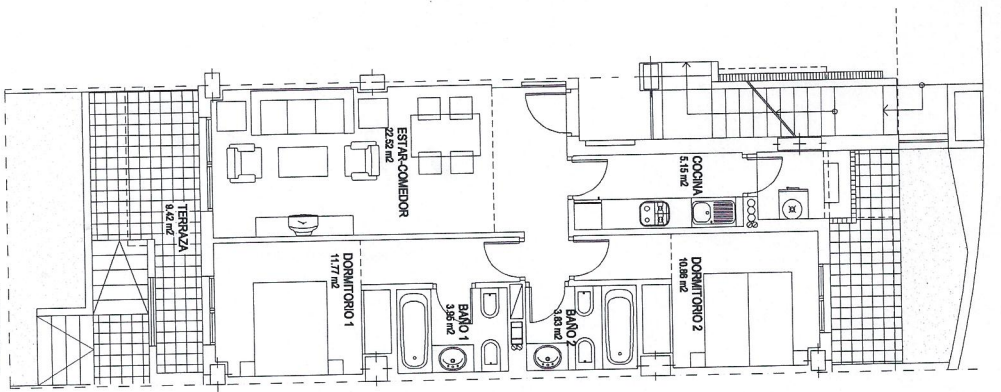 TERRAZA
9.42 m2
ESTAR-COMEDOR
22.52 m2
DORMITORIO 1
11.77 m2
BAÑO 1
3.95 m2
BAÑO 2
3.83 m2
COCINA
5.15 m2
DORMITORIO 2
10.86 m2